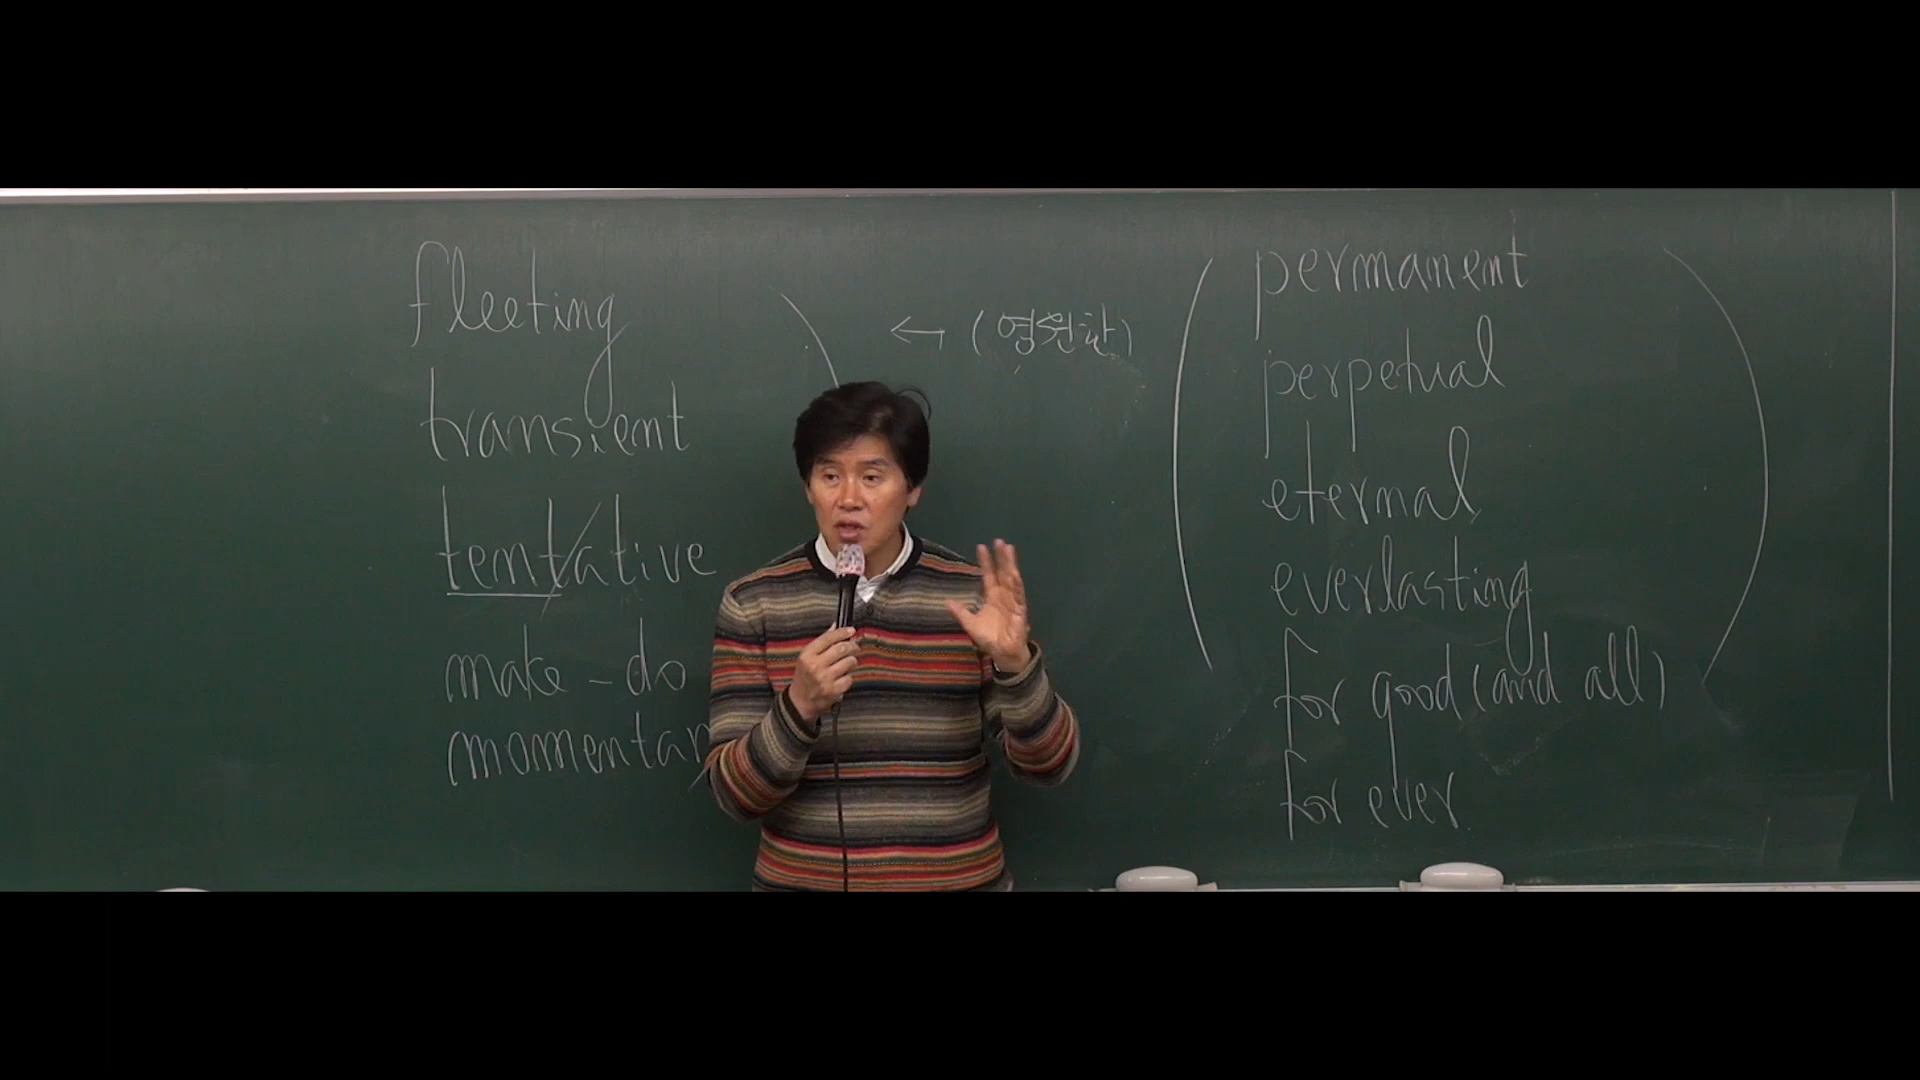 fleeting
transient
tentative
make-do
momentar
↔ (영원한)
permanent
perpetual
eternal
everlasting
for good (and all)
for ever